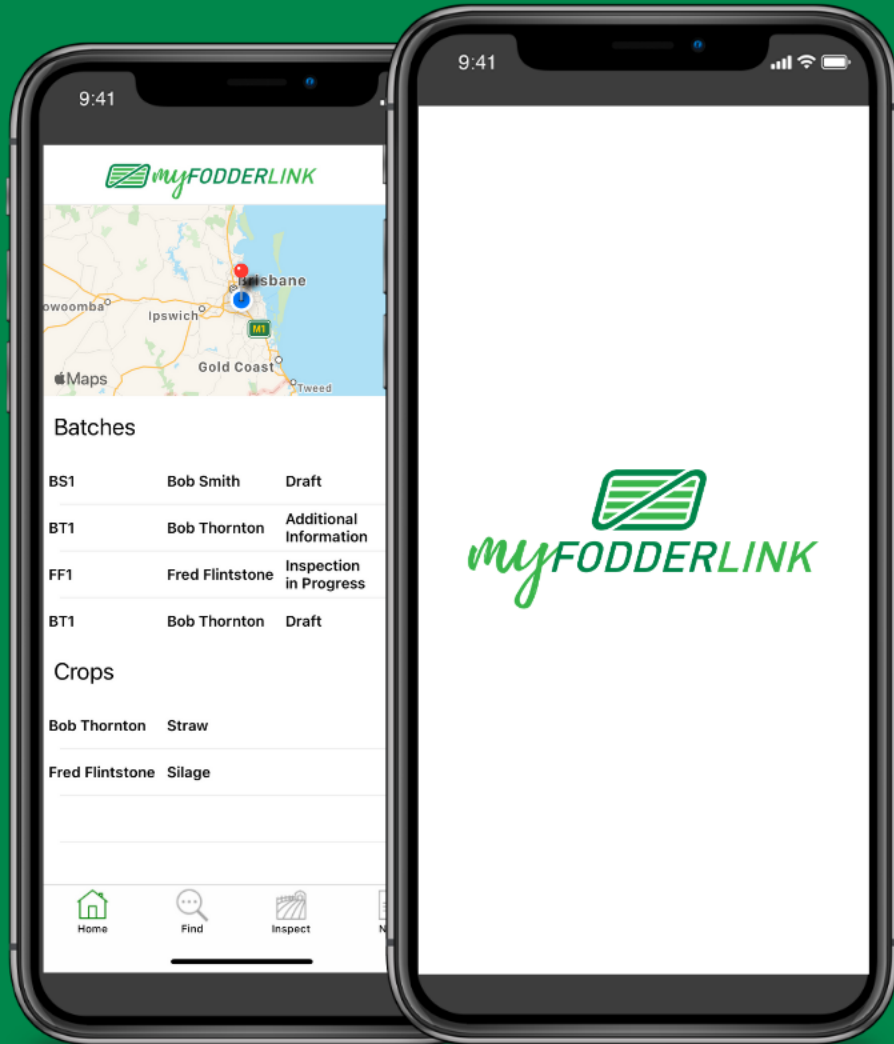 9:41
myFODDERLINK
Brisbane
owoomba
Ipswich
M1
Gold Coast
Maps
Tweed
Batches
BS1 Bob Smith Draft
BT1 Bob Thornton Additional
Information
FF1 Fred Flintstone Inspection
in Progress
BT1 Bob Thornton Draft
Crops
Bob Thornton Straw
Fred Flintstone Silage
Home Find Inspect N
9:41
myFODDERLINK